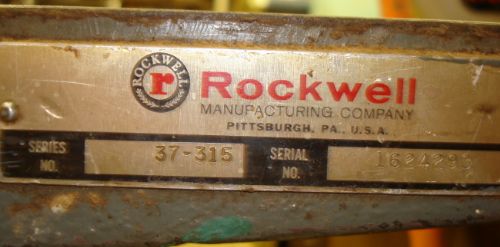 ROCKWELL
r
Rockwell
MANUFACTURING COMPANY
PITTSBURGH, PA., U.S.A.
SERIES NO. 37-315 SERIAL NO.